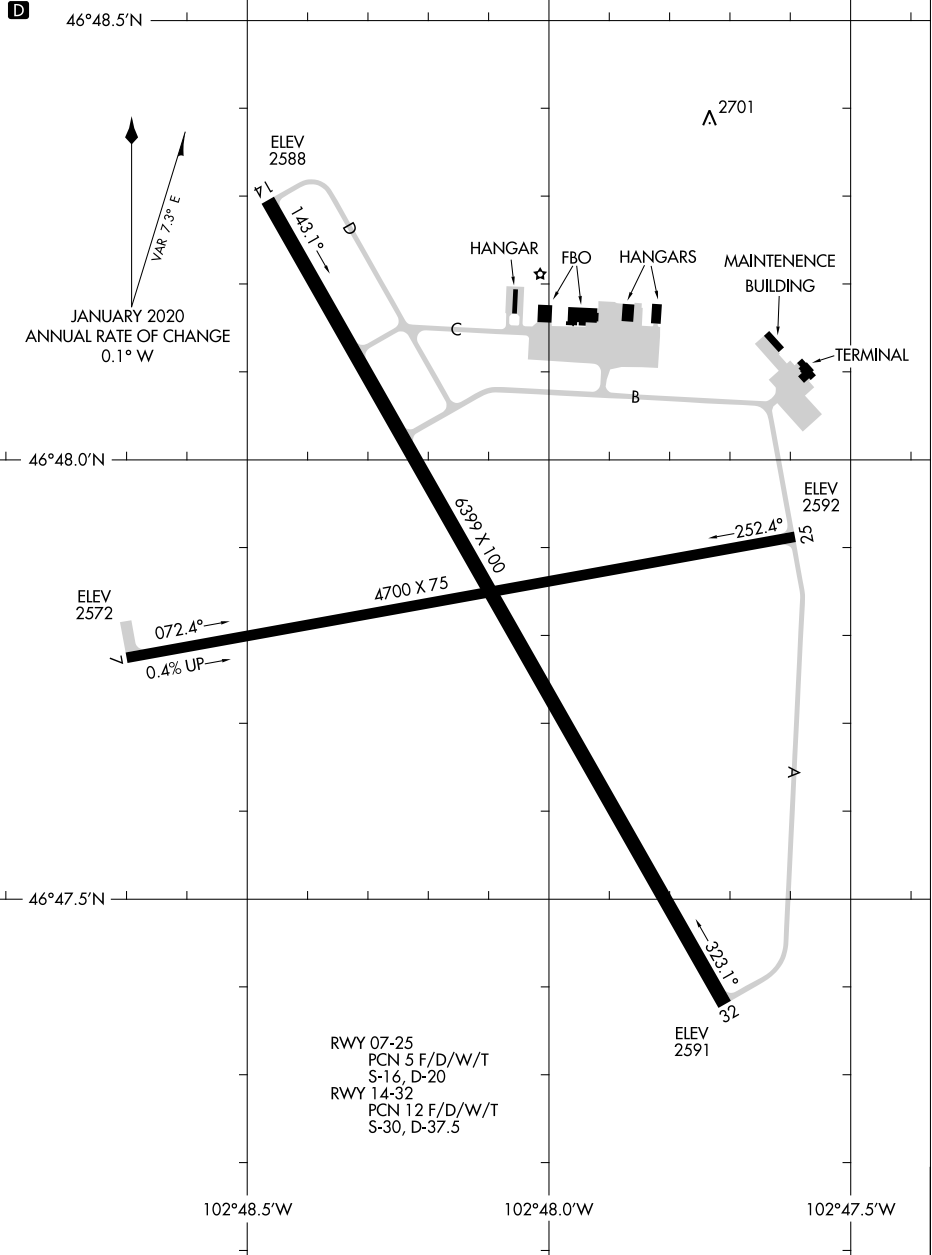 D
46°48.5'N
2701
ELEV
2588
14
143.1°
D
VAR 7.3° E
JANUARY 2020
ANNUAL RATE OF CHANGE
0.1° W
HANGAR
FBO
HANGARS
MAINTENENCE
BUILDING
TERMINAL
C
B
46°48.0'N
ELEV
2592
25
252.4°
6399 X 100
4700 X 75
ELEV
2572
072.4°
7
0.4% UP
A
46°47.5'N
323.1°
32
ELEV
2591
RWY 07-25
PCN 5 F/D/W/T
S-16, D-20
RWY 14-32
PCN 12 F/D/W/T
S-30, D-37.5
102°48.5'W
102°48.0'W
102°47.5'W